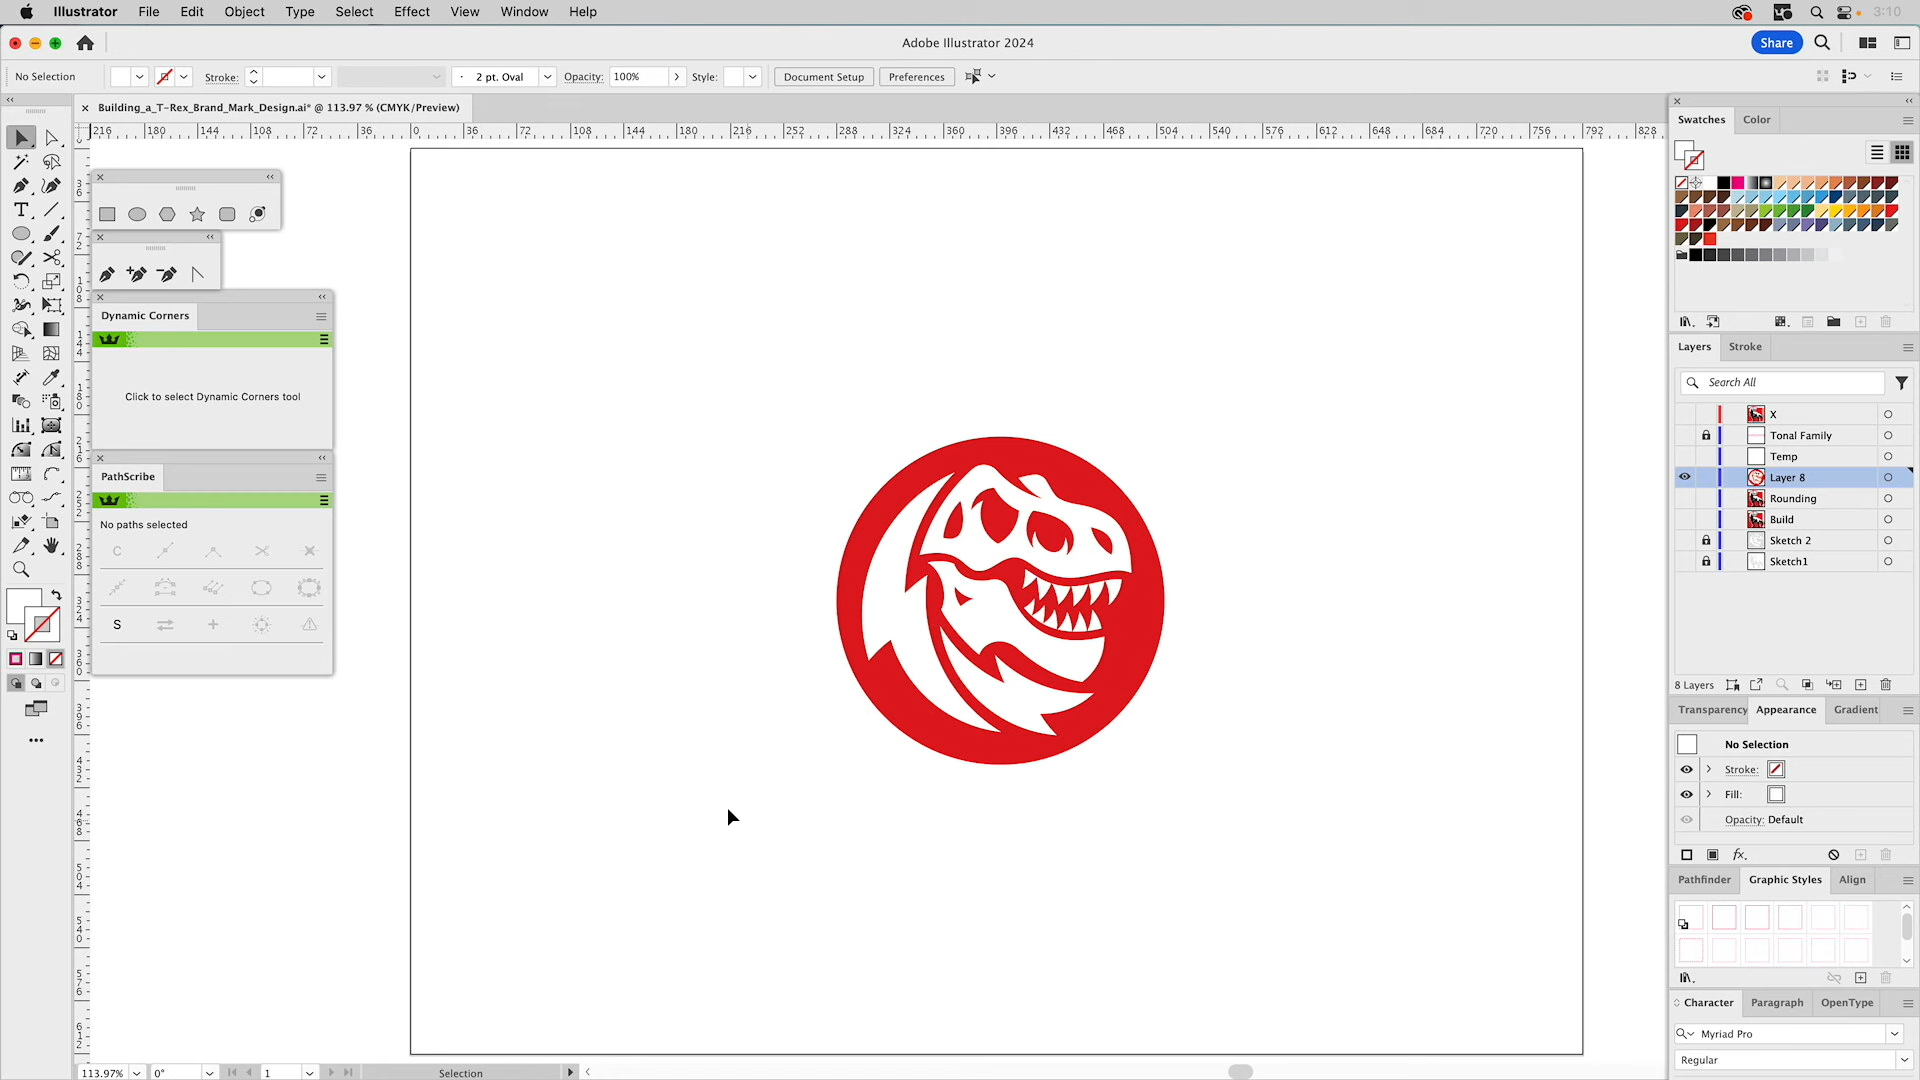 Illustrator File Edit Object Type Select Effect View Window Help 3:10
Adobe Illustrator 2024 Share
No Selection Stroke: 2 pt. Oval Opacity: 100% Style: Document Setup Preferences
Building_a_T-Rex_Brand_Mark_Design.ai* @ 113.97 % (CMYK/Preview)
216 180 144 108 72 36 0 36 72 108 144 180 216 252 288 324 360 396 432 468 504 540 576 612 648 684 720 756 792 828
Swatches Color
Dynamic Corners
Click to select Dynamic Corners tool
Layers Stroke
Search All
X
Tonal Family
Temp
Layer 8
Rounding
Build
Sketch 2
Sketch1
PathScribe
No paths selected
C
S
8 Layers
Transparency Appearance Gradient
No Selection
Stroke:
Fill:
Opacity: Default
fx.
Pathfinder Graphic Styles Align
Character Paragraph OpenType
Myriad Pro
Regular
113.97% 0° 1 Selection